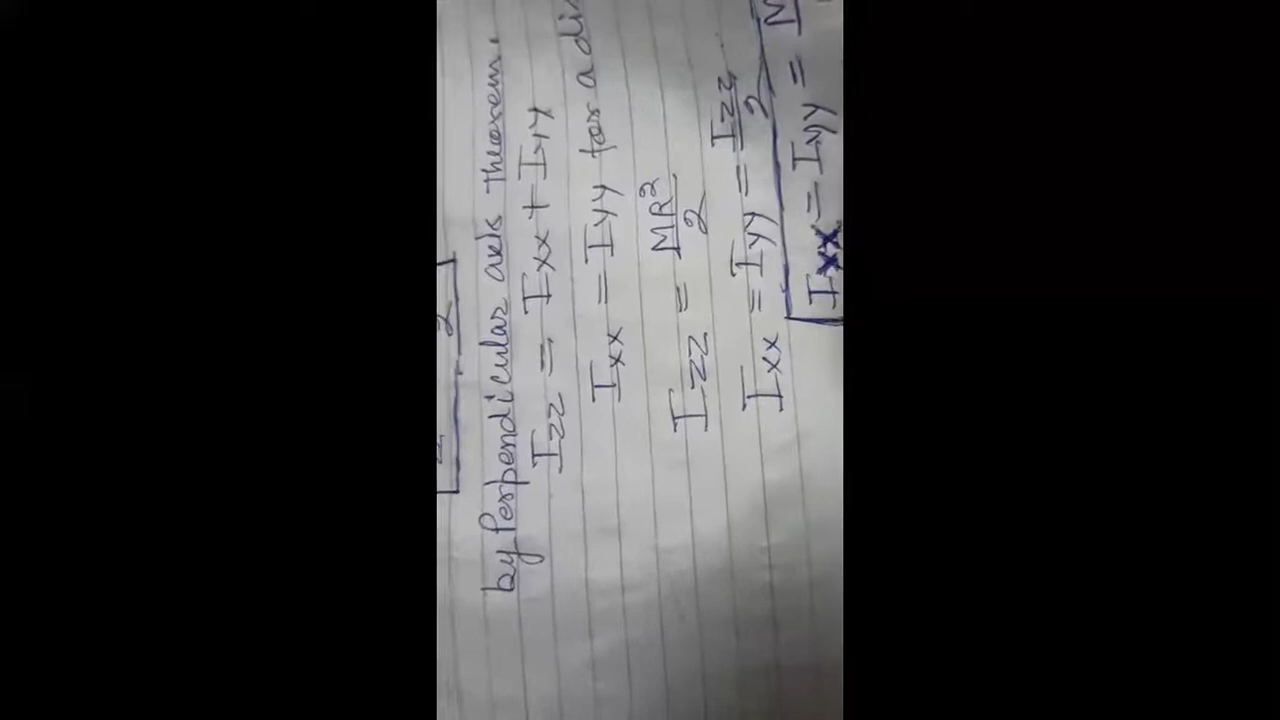 2
by Perpendicular axis theorem.
Izz = Ixx + Iyy
Ixx = Iyy for a
Izz = MR²/2
Ixx = Iyy = Izz/2
Ixx = Iyy =